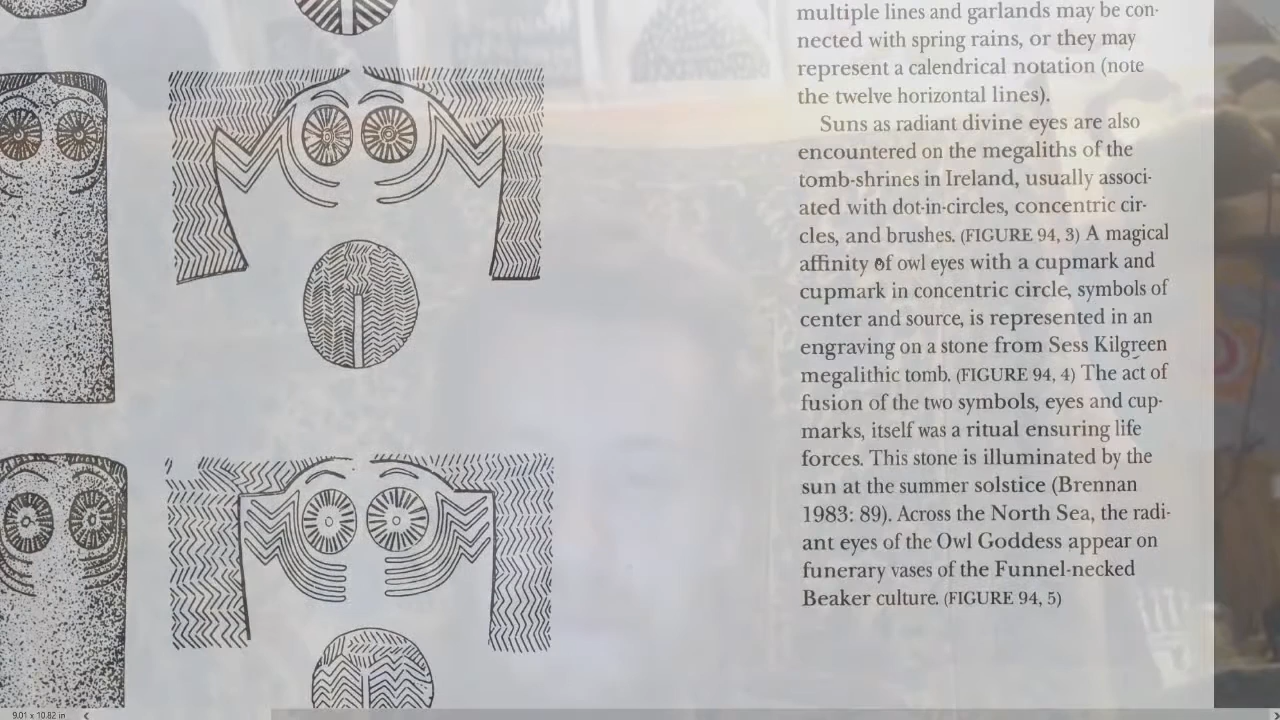 multiple lines and garlands may be con-
nected with spring rains, or they may
represent a calendrical notation (note
the twelve horizontal lines).
Suns as radiant divine eyes are also
encountered on the megaliths of the
tomb-shrines in Ireland, usually associ-
ated with dot-in-circles, concentric cir-
cles, and brushes. (FIGURE 94, 3) A magical
affinity of owl eyes with a cupmark and
cupmark in concentric circle, symbols of
center and source, is represented in an
engraving on a stone from Sess Kilgreen
megalithic tomb. (FIGURE 94, 4) The act of
fusion of the two symbols, eyes and cup-
marks, itself was a ritual ensuring life
forces. This stone is illuminated by the
sun at the summer solstice (Brennan
1983: 89). Across the North Sea, the radi-
ant eyes of the Owl Goddess appear on
funerary vases of the Funnel-necked
Beaker culture. (FIGURE 94, 5)
9.01 x 10.82 in